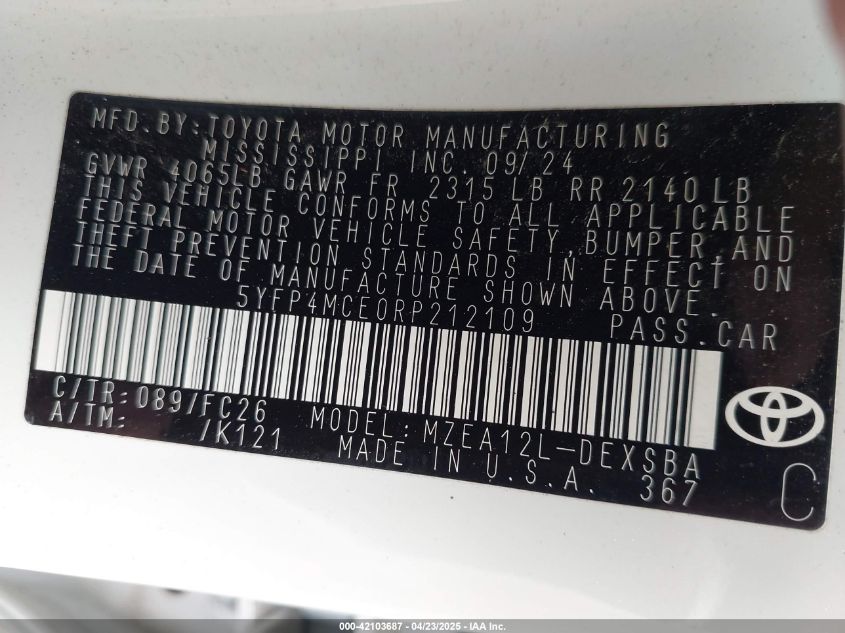 MFD. BY: TOYOTA MOTOR MANUFACTURING
MISSISSIPPI INC. 09/24
GVWR 4065LB GAWR FR 2315 LB RR 2140 LB
THIS VEHICLE CONFORMS TO ALL APPLICABLE
FEDERAL MOTOR VEHICLE SAFETY, BUMPER, AND
THEFT PREVENTION STANDARDS IN EFFECT ON
THE DATE OF MANUFACTURE SHOWN ABOVE.
5YFP4MCE0RP212109 PASS. CAR
C/TR: 089/FC26 MODEL: MZEA12L-DEXSBA
A/TM: /K121 MADE IN U.S.A. 367
C
000-42103687 - 04/23/2025 - IAA Inc.